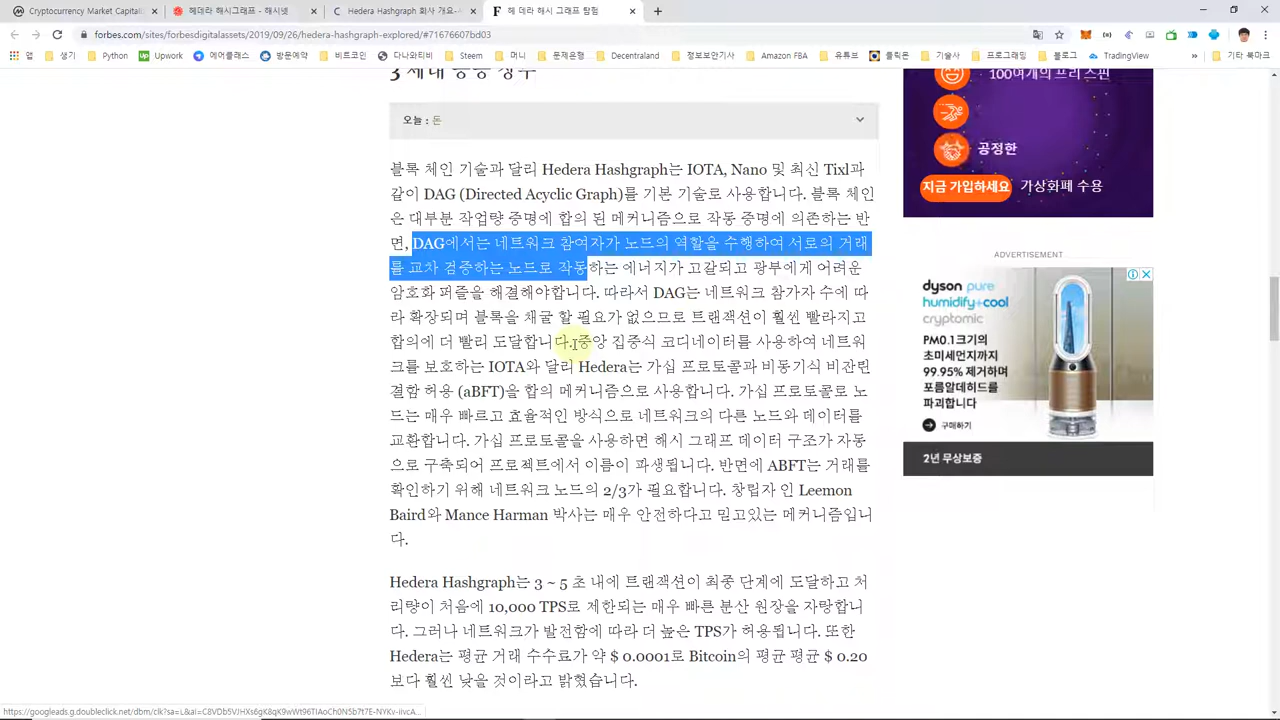 Cryptocurrency Market Capital
헤데라 해시그래프 - 해시넷
Hedera Hashgraph 회사 개요-
헤 데라 해시 그래프 탐험
forbes.com/sites/forbesdigitalassets/2019/09/26/hedera-hashgraph-explored/#71676607bd03
앱 생기 Python Upwork 에어클래스 방문예약 비트코인 다나와비티 Steem 머니 문제은행 Decentraland 정보보안기사 Amazon FBA 유튜브 클릭몬 기술사 프로그래밍 블로그 TradingView » 기타 북마크
오늘 : 돈
블록 체인 기술과 달리 Hedera Hashgraph는 IOTA, Nano 및 최신 Tixl과
같이 DAG (Directed Acyclic Graph)를 기본 기술로 사용합니다. 블록 체인
은 대부분 작업량 증명에 합의 된 메커니즘으로 작동 증명에 의존하는 반
면, DAG에서는 네트워크 참여자가 노드의 역할을 수행하여 서로의 거래
를 교차 검증하는 노드로 작동하는 에너지가 고갈되고 광부에게 어려운
암호화 퍼즐을 해결해야합니다. 따라서 DAG는 네트워크 참가자 수에 따
라 확장되며 블록을 채굴 할 필요가 없으므로 트랜잭션이 훨씬 빨라지고
합의에 더 빨리 도달합니다. 중앙 집중식 코디네이터를 사용하여 네트워
크를 보호하는 IOTA와 달리 Hedera는 가십 프로토콜과 비동기식 비잔틴
결함 허용 (aBFT)을 합의 메커니즘으로 사용합니다. 가십 프로토콜로 노
드는 매우 빠르고 효율적인 방식으로 네트워크의 다른 노드와 데이터를
교환합니다. 가십 프로토콜을 사용하면 해시 그래프 데이터 구조가 자동
으로 구축되어 프로젝트에서 이름이 파생됩니다. 반면에 ABFT는 거래를
확인하기 위해 네트워크 노드의 2/3가 필요합니다. 창립자 인 Leemon
Baird와 Mance Harman 박사는 매우 안전하다고 믿고있는 메커니즘입니
다.
Hedera Hashgraph는 3 ~ 5 초 내에 트랜잭션이 최종 단계에 도달하고 처
리량이 처음에 10,000 TPS로 제한되는 매우 빠른 분산 원장을 자랑합니
다. 그러나 네트워크가 발전함에 따라 더 높은 TPS가 허용됩니다. 또한
Hedera는 평균 거래 수수료가 약 $ 0.0001로 Bitcoin의 평균 평균 $ 0.20
보다 훨씬 낮을 것이라고 밝혔습니다.
100여개의 프리 스핀
공정한
지금 가입하세요 가상화폐 수용
ADVERTISEMENT
dyson pure
humidify+cool
cryptomic
PM0.1크기의
초미세먼지까지
99.95% 제거하며
포름알데히드를
파괴합니다
구매하기
2년 무상보증